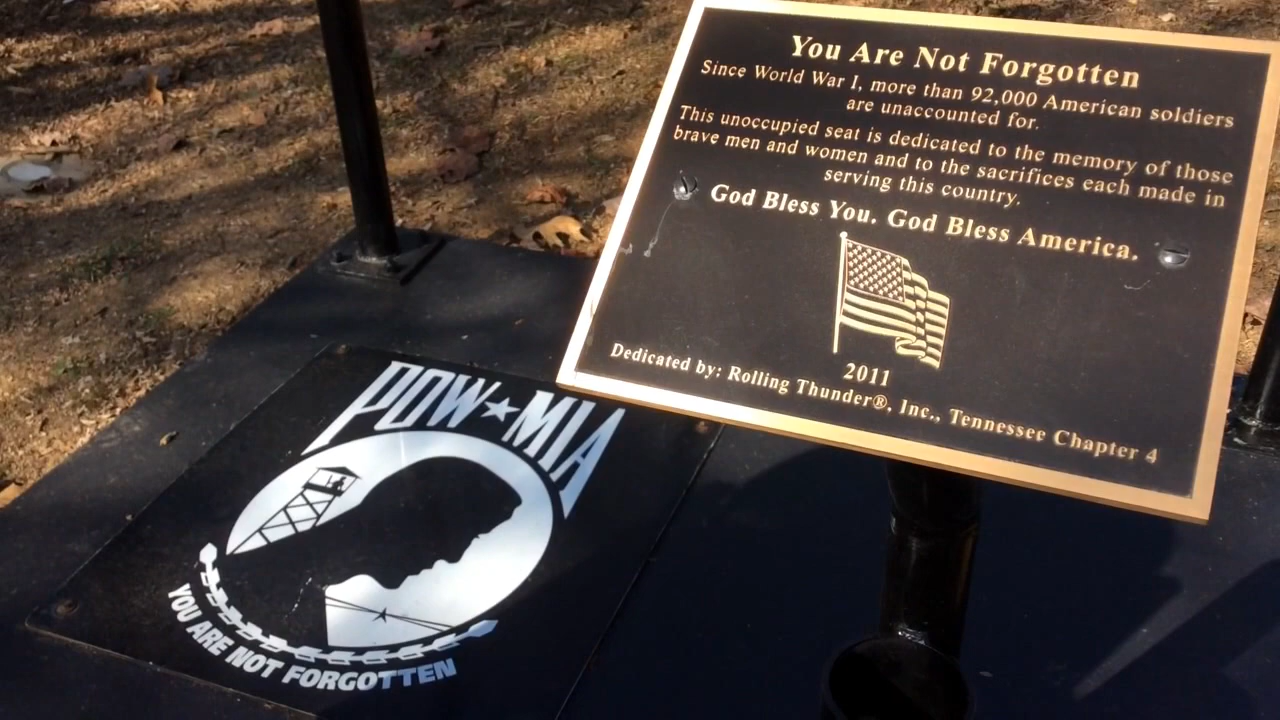 You Are Not Forgotten
Since World War I, more than 92,000 American soldiers
are unaccounted for.
This unoccupied seat is dedicated to the memory of those
brave men and women and to the sacrifices each made in
serving this country.
God Bless You. God Bless America.
2011
Dedicated by: Rolling Thunder®, Inc., Tennessee Chapter 4
POW★MIA
YOU ARE NOT FORGOTTEN